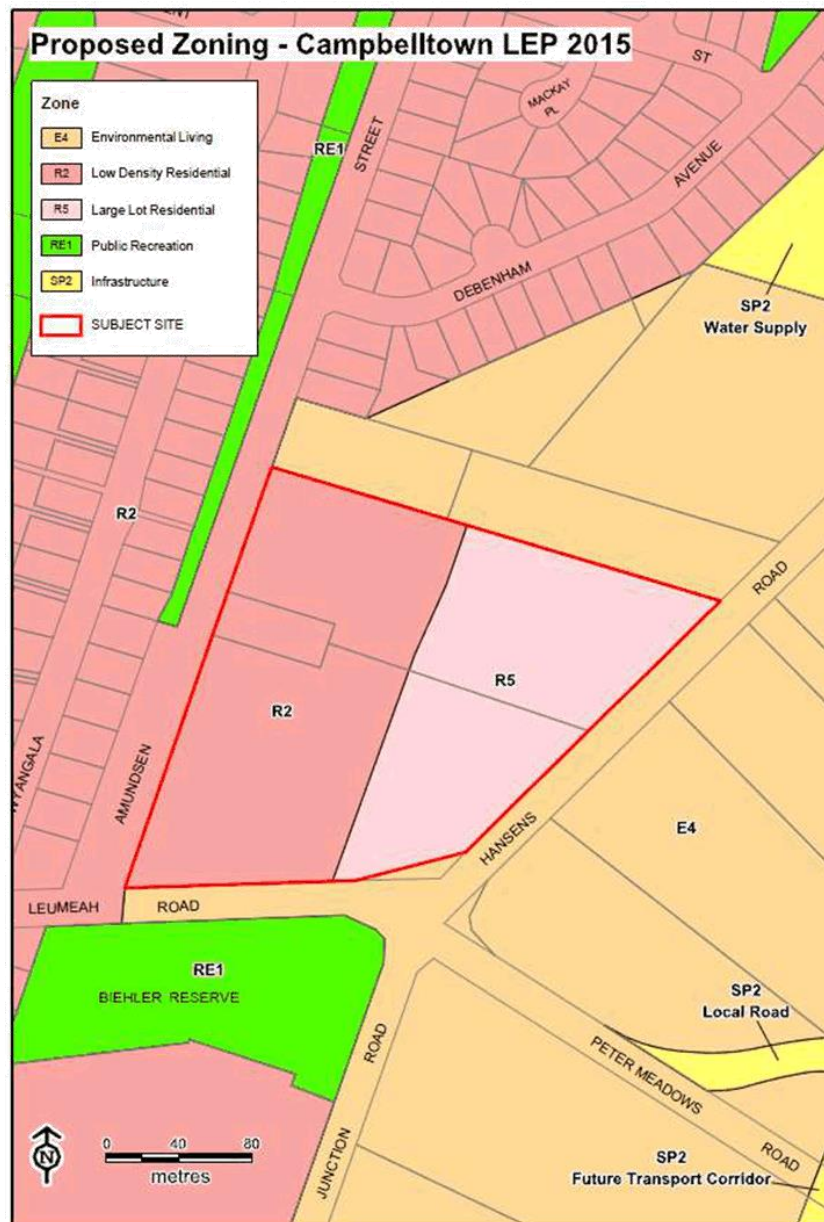 Proposed Zoning - Campbelltown LEP 2015
Zone
E4 Environmental Living
R2 Low Density Residential
R5 Large Lot Residential
RE1 Public Recreation
SP2 Infrastructure
SUBJECT SITE
ST
MACKAY
PL
RE1
STREET
AVENUE
DEBENHAM
SP2
Water Supply
R2
ROAD
R5
R2
AMUNDSEN
HANSENS
E4
LEUMEAH
ROAD
RE1
BIEHLER RESERVE
SP2
Local Road
ROAD
PETER MEADOWS
ROAD
JUNCTION
SP2
Future Transport Corridor
N
0 40 80
metres